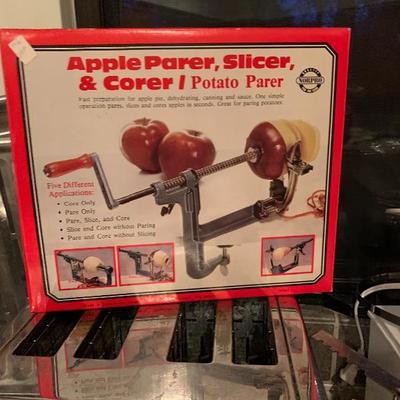 Apple Parer, Slicer,
& Corer / Potato Parer
NORPRO
Fast preparation for apple pie, dehydrating, canning and sauce. One simple
operation pares, slices and cores apples in seconds. Great for paring potatoes.
Five Different
Applications:
• Core Only
• Pare Only
• Pare, Slice, and Core
• Slice and Core without Paring
• Pare and Core without Slicing